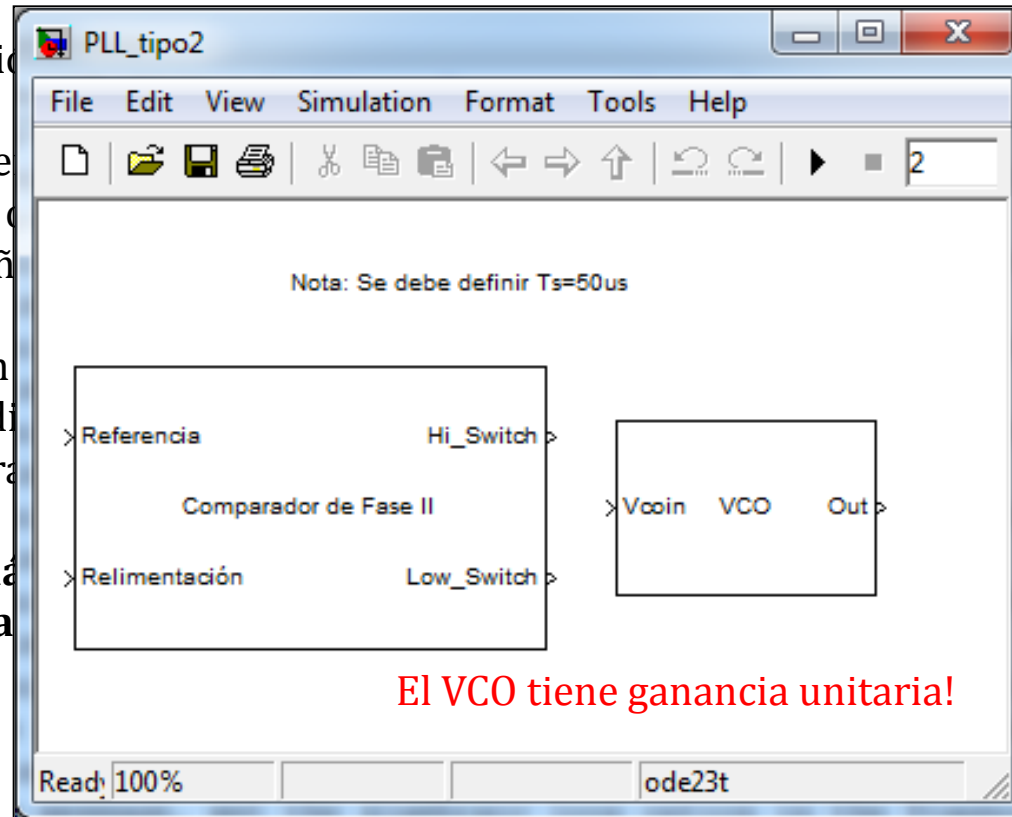 PLL_tipo2
File Edit View Simulation Format Tools Help
2
Nota: Se debe definir Ts=50us
Referencia Hi_Switch
Comparador de Fase II
Relimentación Low_Switch
Vcoin VCO Out
El VCO tiene ganancia unitaria!
Ready 100% ode23t